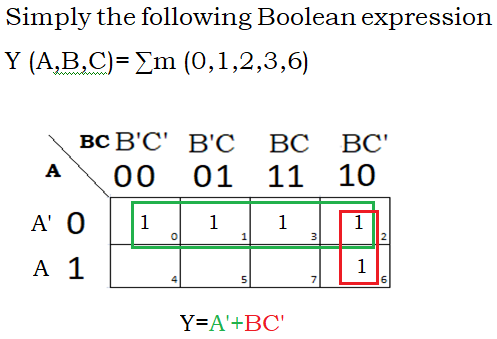 Simply the following Boolean expression
Y (A,B,C)= ∑m (0,1,2,3,6)
BC B'C' B'C BC BC'
A 00 01 11 10
A' 0 1 0 1 1 1 3 1 2
A 1 4 5 7 1 6
Y=A'+BC'